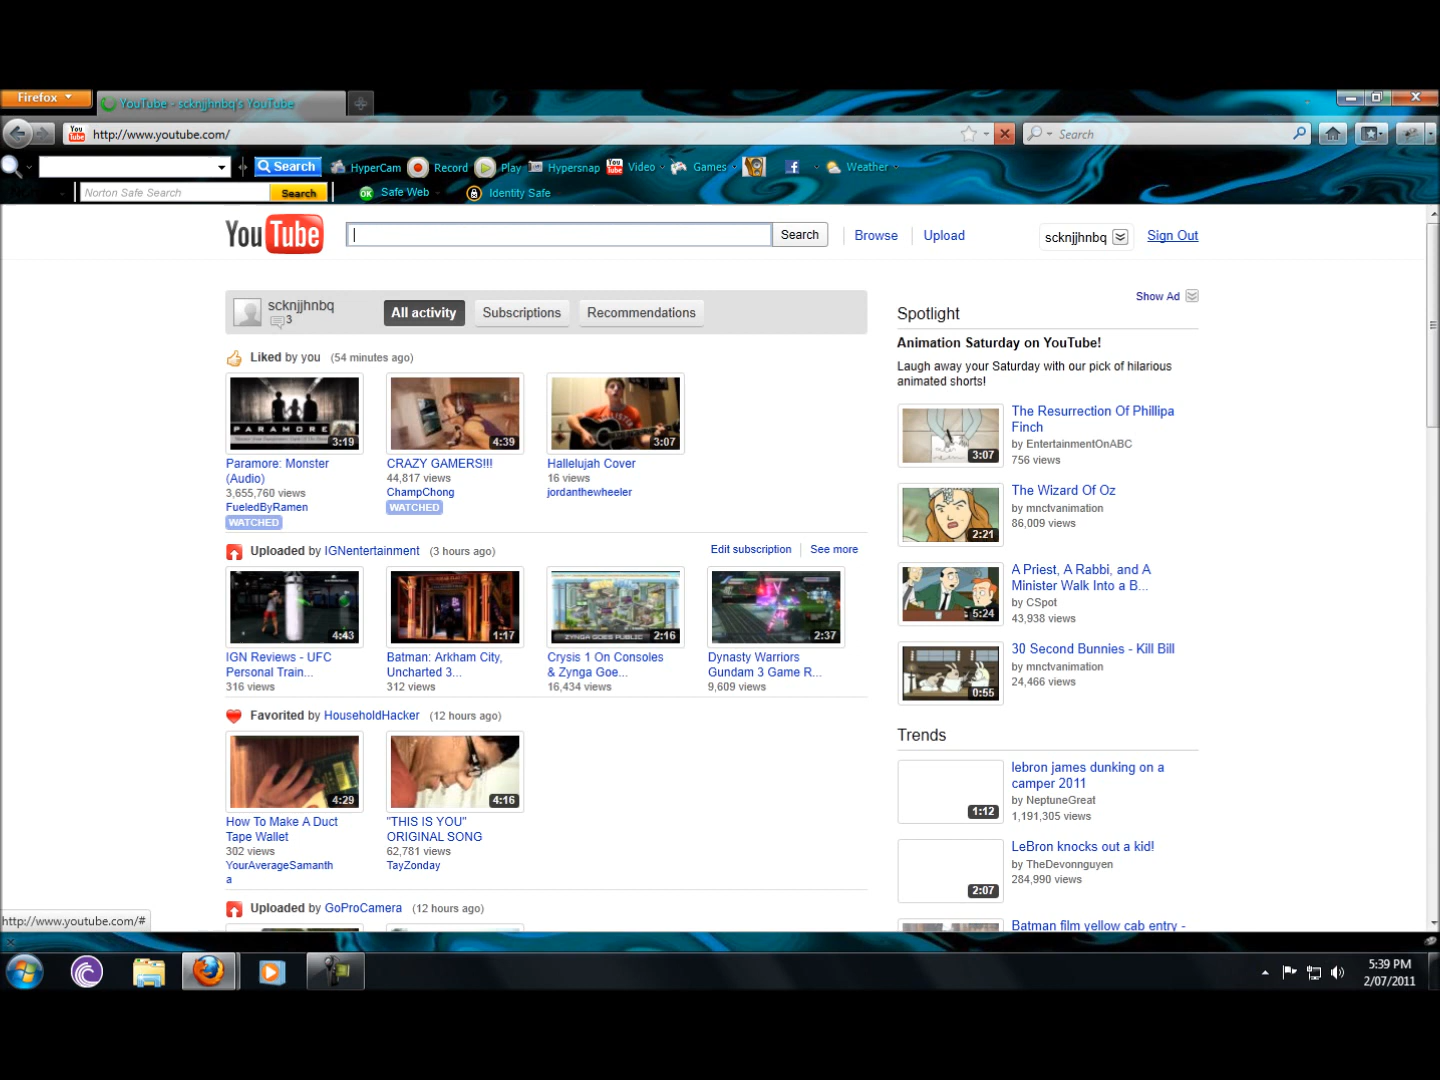 Firefox
YouTube - scknjjhnbq's YouTube
http://www.youtube.com/
Search
Search
HyperCam
Record
Play
Hypersnap
Video
Games
Weather
Norton Safe Search
Search
OK
Safe Web
Identity Safe
YouTube
Search
Browse
Upload
scknjjhnbq
Sign Out
scknjjhnbq
3
All activity
Subscriptions
Recommendations
Liked by you (54 minutes ago)
PARAMORE
3:19
4:39
3:07
Paramore: Monster
(Audio)
3,655,760 views
FueledByRamen
WATCHED
CRAZY GAMERS!!!
44,817 views
ChampChong
WATCHED
Hallelujah Cover
16 views
jordanthewheeler
Uploaded by IGNentertainment (3 hours ago)
Edit subscription
See more
4:43
1:17
ZYNGA GOES PUBLIC
2:16
2:37
IGN Reviews - UFC
Personal Train...
316 views
Batman: Arkham City,
Uncharted 3...
312 views
Crysis 1 On Consoles
& Zynga Goe...
16,434 views
Dynasty Warriors
Gundam 3 Game R...
9,609 views
Favorited by HouseholdHacker (12 hours ago)
4:29
4:16
How To Make A Duct
Tape Wallet
302 views
YourAverageSamanth
a
"THIS IS YOU"
ORIGINAL SONG
62,781 views
TayZonday
Uploaded by GoProCamera (12 hours ago)
Show Ad
Spotlight
Animation Saturday on YouTube!
Laugh away your Saturday with our pick of hilarious
animated shorts!
3:07
The Resurrection Of Phillipa
Finch
by EntertainmentOnABC
756 views
2:21
The Wizard Of Oz
by mnctvanimation
86,009 views
5:24
A Priest, A Rabbi, and A
Minister Walk Into a B...
by CSpot
43,938 views
0:55
30 Second Bunnies - Kill Bill
by mnctvanimation
24,466 views
Trends
1:12
lebron james dunking on a
camper 2011
by NeptuneGreat
1,191,305 views
2:07
LeBron knocks out a kid!
by TheDevonnguyen
284,990 views
Batman film yellow cab entry -
http://www.youtube.com/#
5:39 PM
2/07/2011